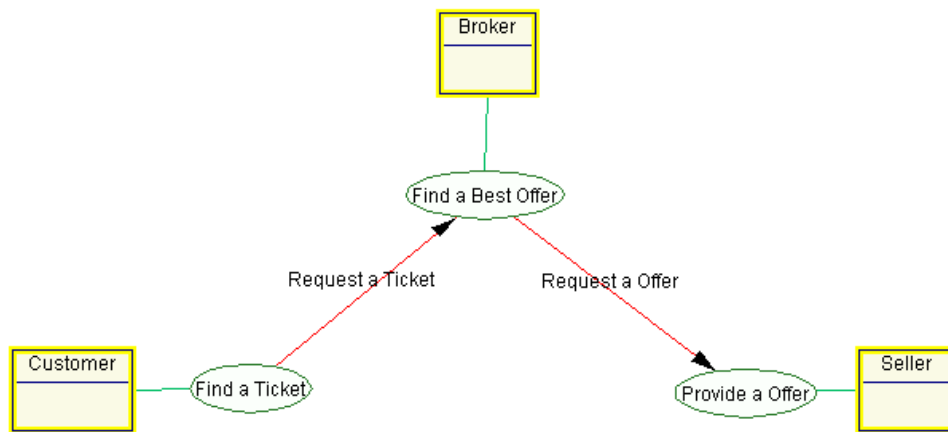 Broker
Find a Best Offer
Request a Ticket
Request a Offer
Customer
Find a Ticket
Provide a Offer
Seller